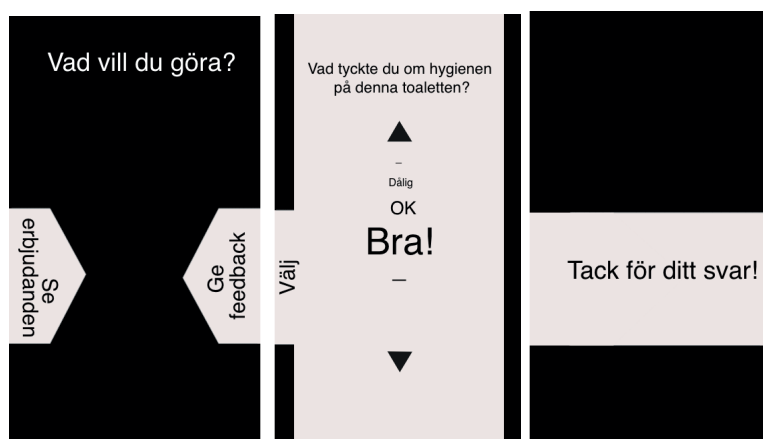 Vad vill du göra?
Se
erbjudanden
Ge
feedback
Vad tyckte du om hygienen
på denna toaletten?
–
Dålig
OK
Bra!
–
Välj
Tack för ditt svar!